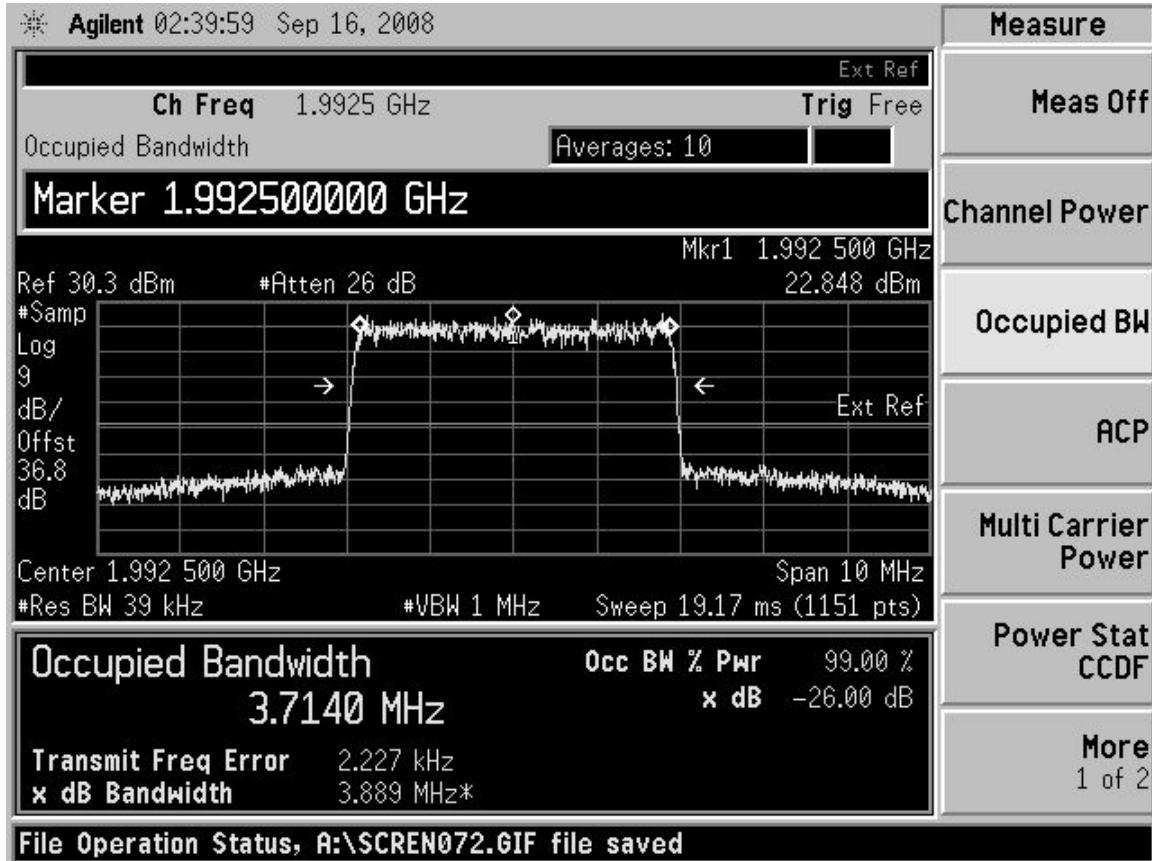 Agilent 02:39:59 Sep 16, 2008
Measure
Ext Ref
Ch Freq 1.9925 GHz
Trig Free
Meas Off
Occupied Bandwidth
Averages: 10
Marker 1.992500000 GHz
Channel Power
Mkr1 1.992 500 GHz
Ref 30.3 dBm
#Atten 26 dB
22.848 dBm
#Samp
Log
9
dB/
Offst
36.8
dB
1
Ext Ref
Occupied BW
ACP
Center 1.992 500 GHz
Span 10 MHz
#Res BW 39 kHz
#VBW 1 MHz
Sweep 19.17 ms (1151 pts)
Multi Carrier
Power
Occupied Bandwidth
3.7140 MHz
Occ BW % Pwr 99.00 %
x dB -26.00 dB
Transmit Freq Error 2.227 kHz
x dB Bandwidth 3.889 MHz*
Power Stat
CCDF
More
1 of 2
File Operation Status, A:\SCREN072.GIF file saved